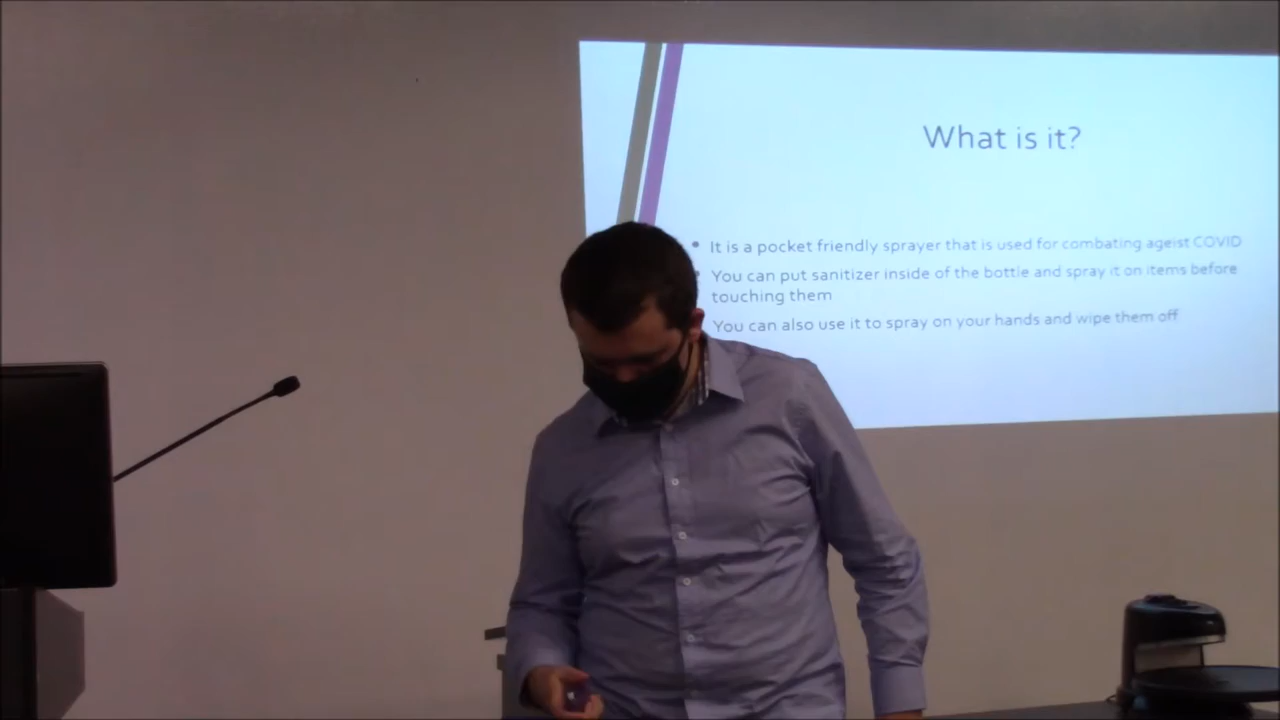 What is it?
• It is a pocket friendly sprayer that is used for combating ageist COVID
• You can put sanitizer inside of the bottle and spray it on items before
touching them
You can also use it to spray on your hands and wipe them off